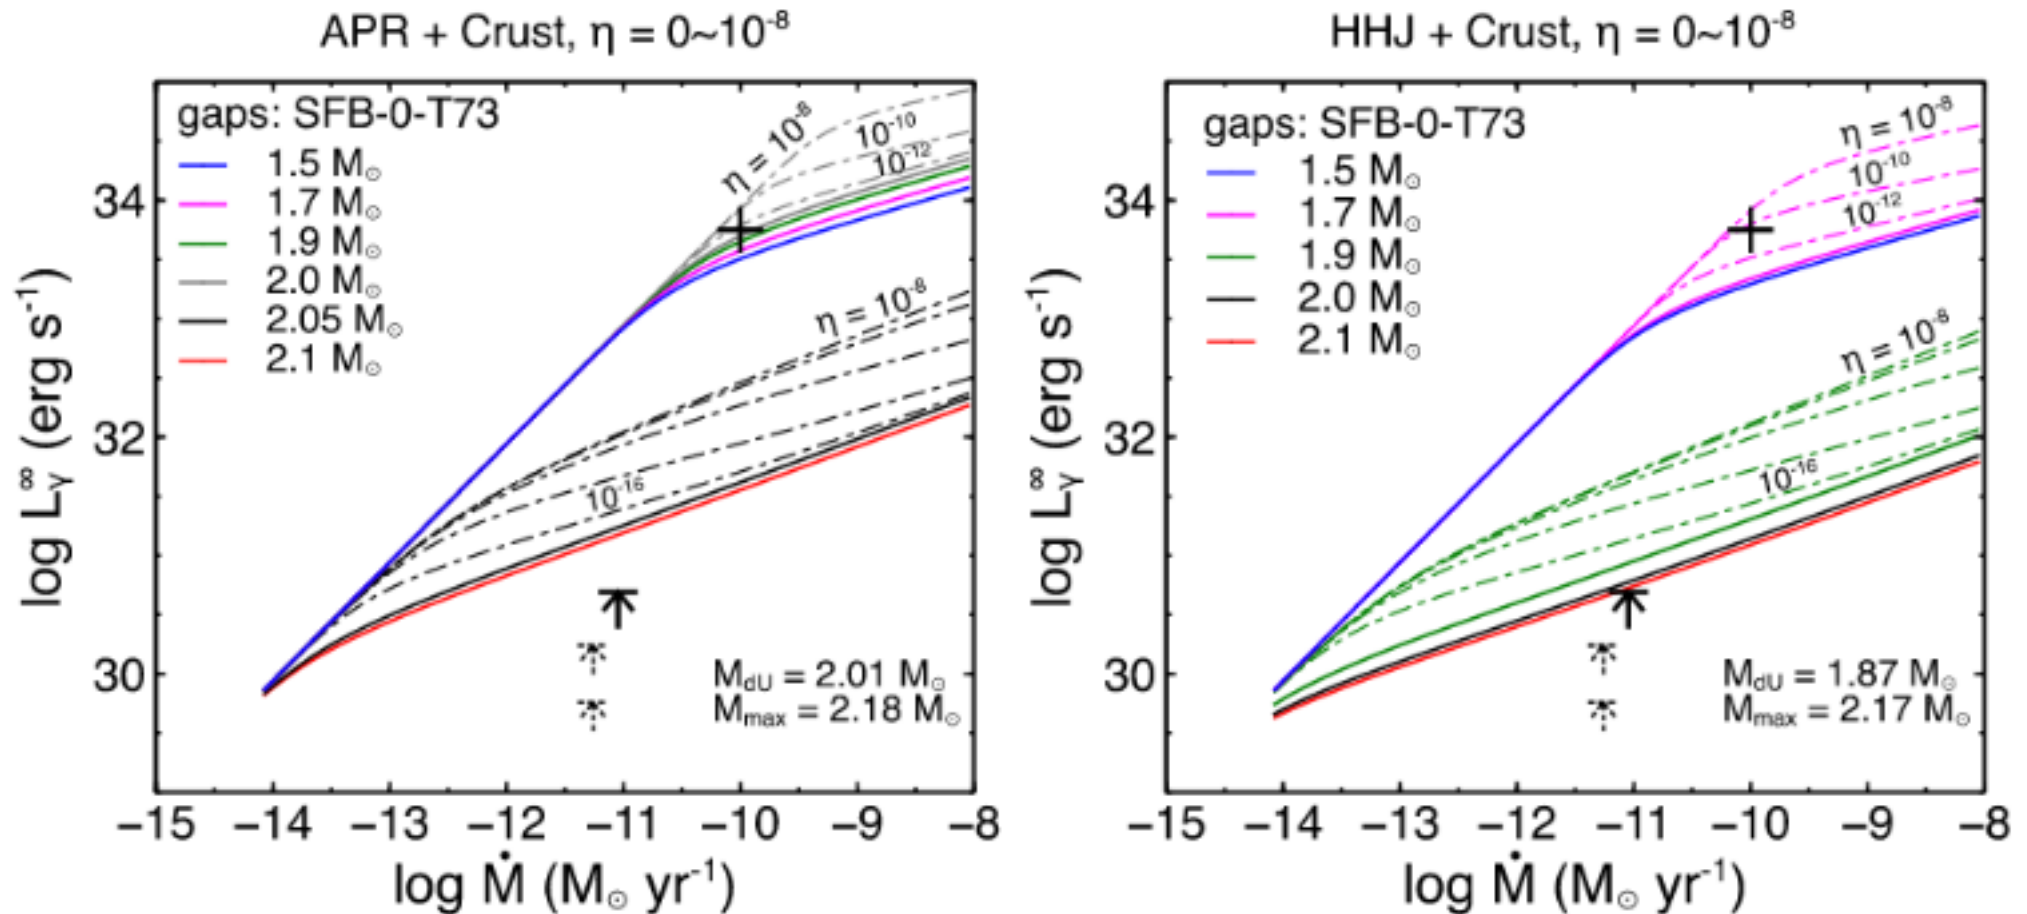 APR + Crust, η = 0~10⁻⁸
gaps: SFB-0-T73
1.5 M☉
1.7 M☉
1.9 M☉
2.0 M☉
2.05 M☉
2.1 M☉
η = 10⁻⁸
10⁻¹⁰
10⁻¹²
η = 10⁻⁸
10⁻¹⁶
M_dU = 2.01 M☉
M_max = 2.18 M☉
34
32
30
log L_γ^∞ (erg s⁻¹)
−15 −14 −13 −12 −11 −10 −9 −8
log Ṁ (M☉ yr⁻¹)
HHJ + Crust, η = 0~10⁻⁸
gaps: SFB-0-T73
1.5 M☉
1.7 M☉
1.9 M☉
2.0 M☉
2.1 M☉
η = 10⁻⁸
10⁻¹⁰
10⁻¹²
η = 10⁻⁸
10⁻¹⁶
M_dU = 1.87 M☉
M_max = 2.17 M☉
34
32
30
log L_γ^∞ (erg s⁻¹)
−15 −14 −13 −12 −11 −10 −9 −8
log Ṁ (M☉ yr⁻¹)